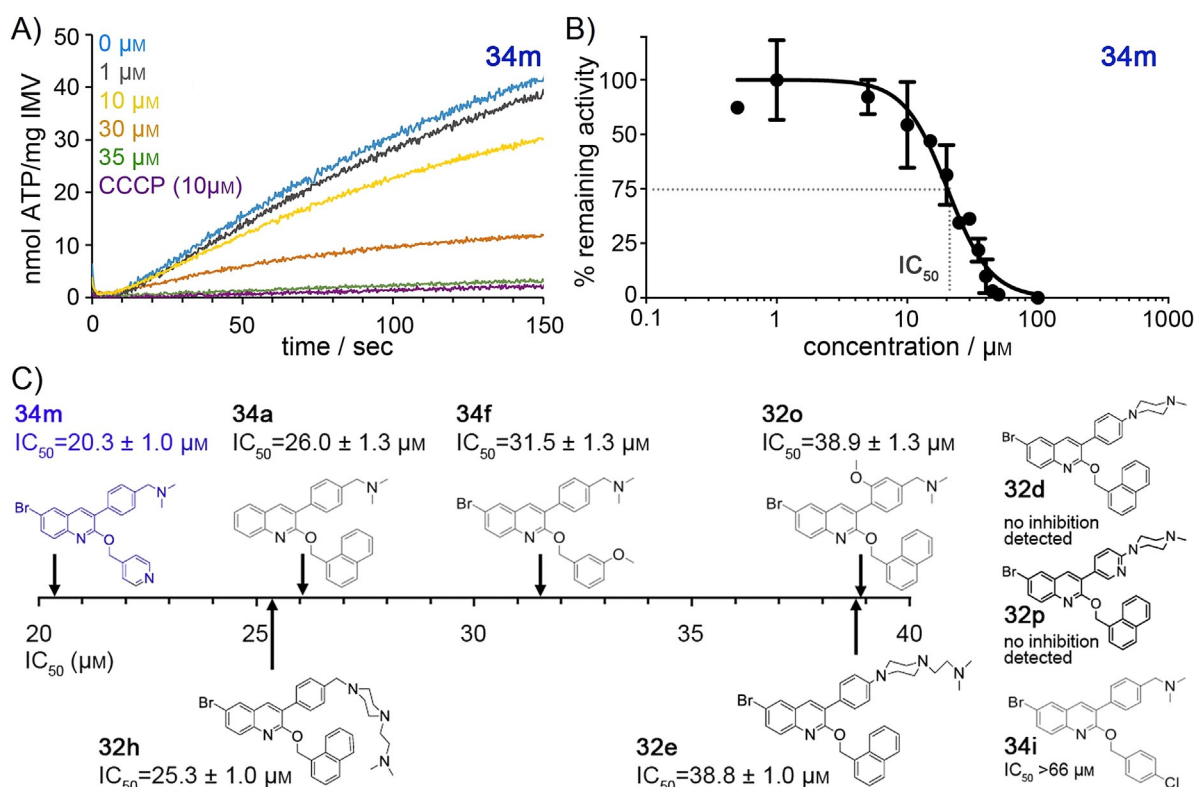 A)
34m
50
40
30
20
10
0
nmol ATP/mg IMV
0 µM
1 µM
10 µM
30 µM
35 µM
CCCP (10µM)
0
50
100
150
time / sec
B)
34m
100
50
75
25
0
% remaining activity
IC50
0.1
1
10
100
1000
concentration / µM
C)
34m
IC50=20.3 ± 1.0 µM
34a
IC50=26.0 ± 1.3 µM
34f
IC50=31.5 ± 1.3 µM
32o
IC50=38.9 ± 1.3 µM
Br
N
O
N
N
N
O
N
Br
N
O
O
N
Br
N
O
O
N
20
25
30
35
40
IC50 (µM)
Br
N
O
N
N
N
32h
IC50=25.3 ± 1.0 µM
Br
N
O
N
N
N
32e
IC50=38.8 ± 1.0 µM
Br
N
O
N
N
32d
no inhibition
detected
Br
N
O
N
N
N
32p
no inhibition
detected
Br
N
O
N
Cl
34i
IC50 >66 µM